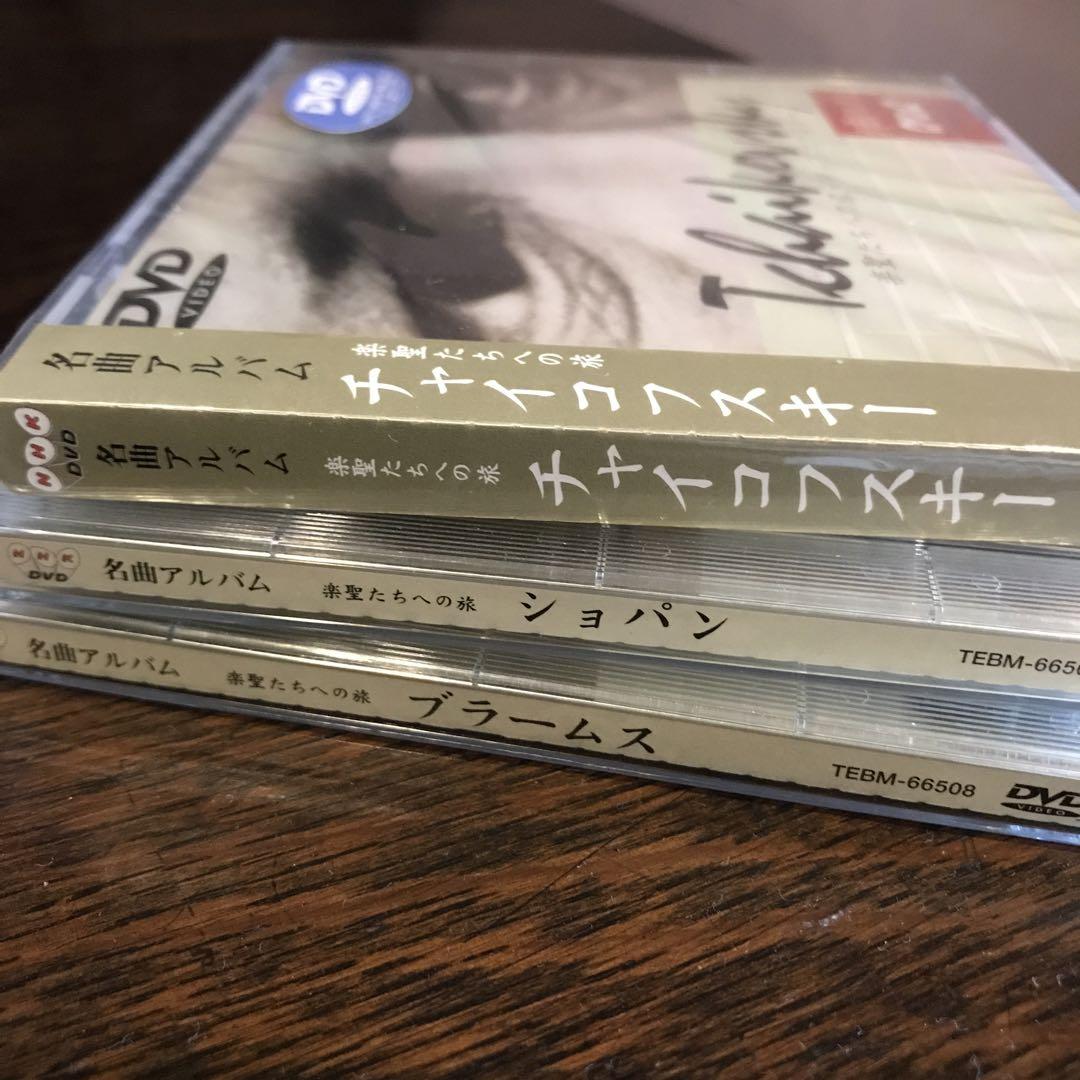 DVD
VIDEO
Tchaikovsky
名曲アルバム 楽聖たちへの旅 チャイコフスキー
NHK DVD 名曲アルバム 楽聖たちへの旅 チャイコフスキー
NHK DVD 名曲アルバム 楽聖たちへの旅 ショパン TEBM-6650
名曲アルバム 楽聖たちへの旅 ブラームス TEBM-66508 DVD VIDEO